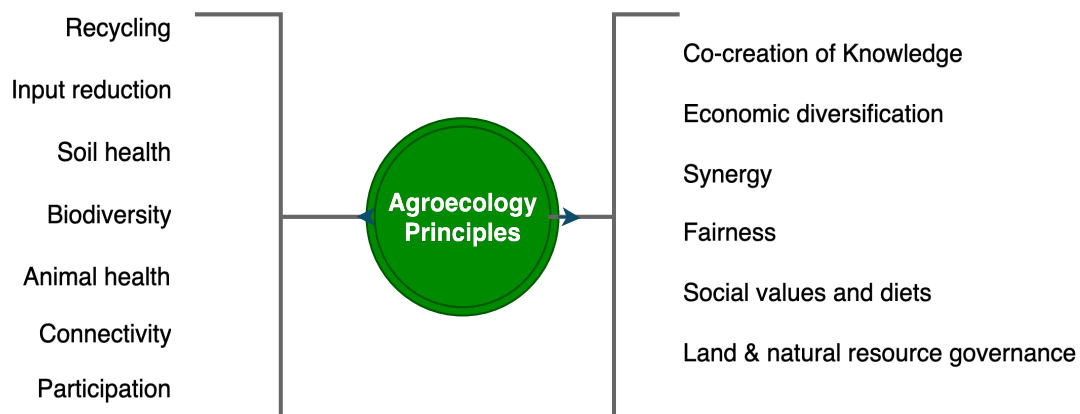 Recycling
Input reduction
Soil health
Biodiversity
Animal health
Connectivity
Participation
Agroecology
Principles
Co-creation of Knowledge
Economic diversification
Synergy
Fairness
Social values and diets
Land & natural resource governance